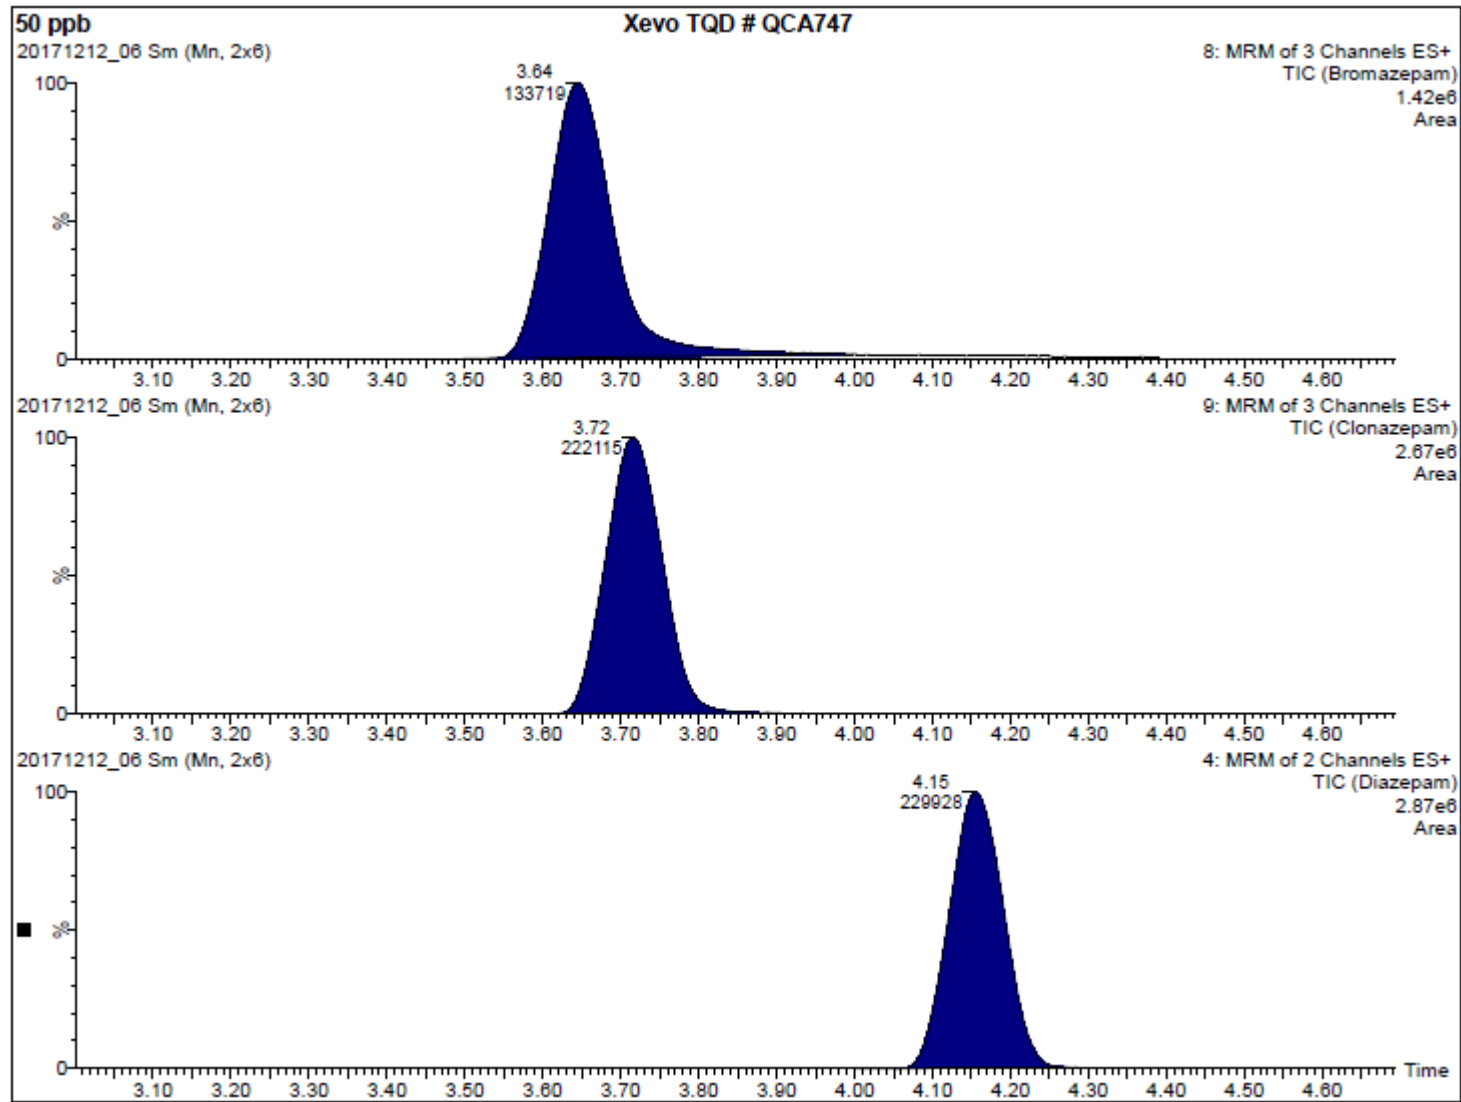 50 ppb
Xevo TQD # QCA747
20171212_06 Sm (Mn, 2x6)
8: MRM of 3 Channels ES+
TIC (Bromazepam)
1.42e6
Area
3.64
133719
100
%
0
3.10 3.20 3.30 3.40 3.50 3.60 3.70 3.80 3.90 4.00 4.10 4.20 4.30 4.40 4.50 4.60
20171212_06 Sm (Mn, 2x6)
9: MRM of 3 Channels ES+
TIC (Clonazepam)
2.67e6
Area
3.72
222115
100
%
0
3.10 3.20 3.30 3.40 3.50 3.60 3.70 3.80 3.90 4.00 4.10 4.20 4.30 4.40 4.50 4.60
20171212_06 Sm (Mn, 2x6)
4: MRM of 2 Channels ES+
TIC (Diazepam)
2.87e6
Area
4.15
229928
100
%
0
Time
3.10 3.20 3.30 3.40 3.50 3.60 3.70 3.80 3.90 4.00 4.10 4.20 4.30 4.40 4.50 4.60